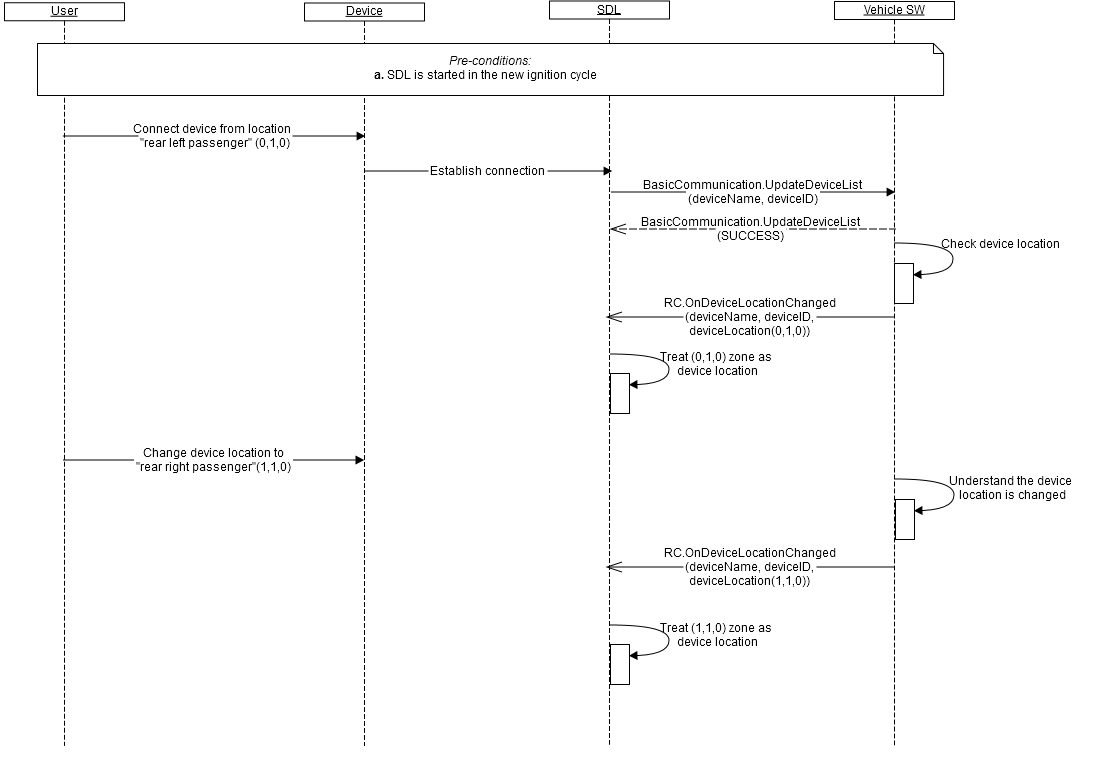 User
Device
SDL
Vehicle SW
Pre-conditions:
a. SDL is started in the new ignition cycle
Connect device from location
"rear left passenger" (0,1,0)
Establish connection
BasicCommunication.UpdateDeviceList
(deviceName, deviceID)
BasicCommunication.UpdateDeviceList
(SUCCESS)
Check device location
RC.OnDeviceLocationChanged
(deviceName, deviceID,
deviceLocation(0,1,0))
Treat (0,1,0) zone as
device location
Change device location to
"rear right passenger"(1,1,0)
Understand the device
location is changed
RC.OnDeviceLocationChanged
(deviceName, deviceID,
deviceLocation(1,1,0))
Treat (1,1,0) zone as
device location